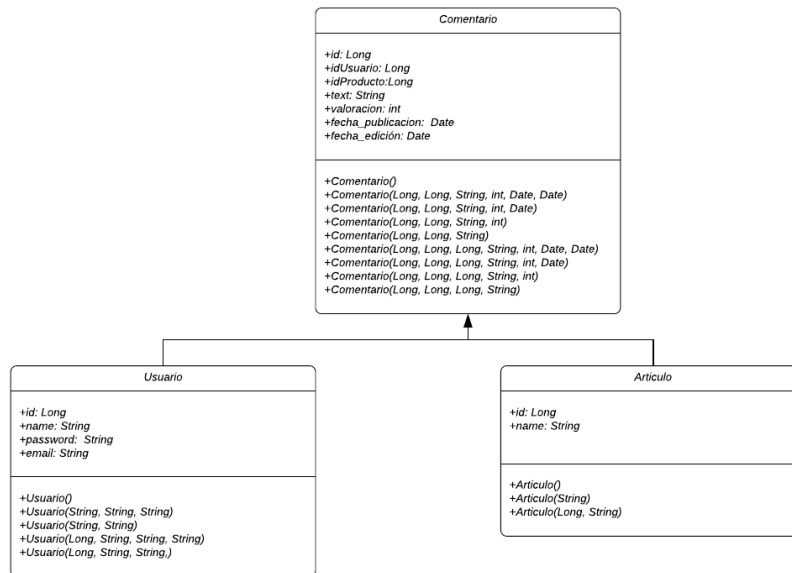 Comentario
+id: Long
+idUsuario: Long
+idProducto:Long
+text: String
+valoracion: int
+fecha_publicacion: Date
+fecha_edición: Date
+Comentario()
+Comentario(Long, Long, String, int, Date, Date)
+Comentario(Long, Long, String, int, Date)
+Comentario(Long, Long, String, int)
+Comentario(Long, Long, String)
+Comentario(Long, Long, Long, String, int, Date, Date)
+Comentario(Long, Long, Long, String, int, Date)
+Comentario(Long, Long, Long, String, int)
+Comentario(Long, Long, Long, String)
Usuario
+id: Long
+name: String
+password: String
+email: String
+Usuario()
+Usuario(String, String, String)
+Usuario(String, String)
+Usuario(Long, String, String, String)
+Usuario(Long, String, String,)
Articulo
+id: Long
+name: String
+Articulo()
+Articulo(String)
+Articulo(Long, String)